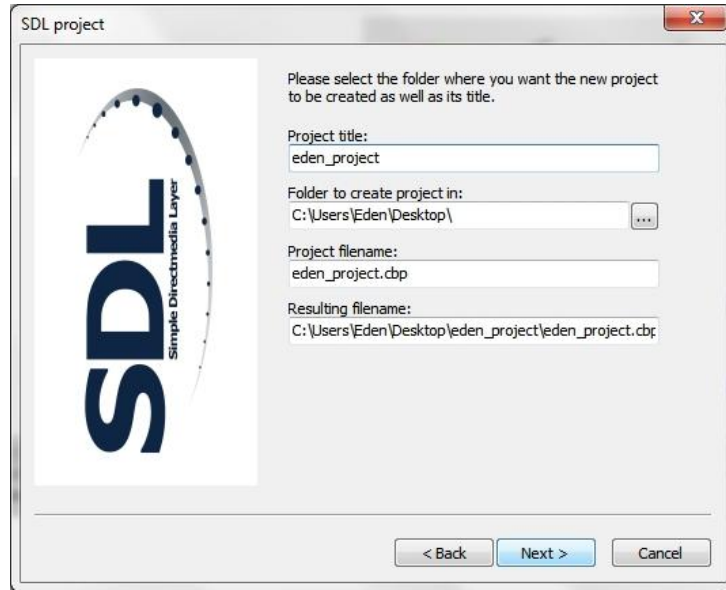 SDL project
SDL
Simple Directmedia Layer
Please select the folder where you want the new project
to be created as well as its title.
Project title:
eden_project
Folder to create project in:
C:\Users\Eden\Desktop\
...
Project filename:
eden_project.cbp
Resulting filename:
C:\Users\Eden\Desktop\eden_project\eden_project.cbp
< Back
Next >
Cancel